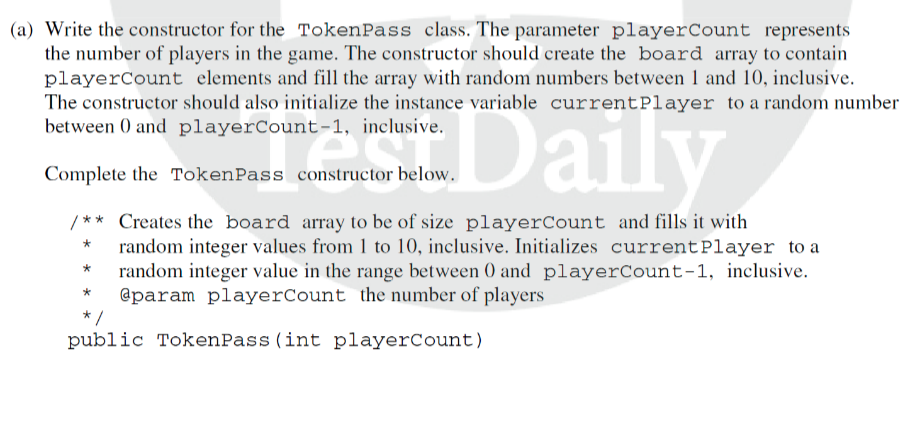 (a) Write the constructor for the TokenPass class. The parameter playerCount represents
the number of players in the game. The constructor should create the board array to contain
playerCount elements and fill the array with random numbers between 1 and 10, inclusive.
The constructor should also initialize the instance variable currentPlayer to a random number
between 0 and playerCount-1, inclusive.
TestDaily
Complete the TokenPass constructor below.
/** Creates the board array to be of size playerCount and fills it with
* random integer values from 1 to 10, inclusive. Initializes currentPlayer to a
* random integer value in the range between 0 and playerCount-1, inclusive.
* @param playerCount the number of players
*/
public TokenPass(int playerCount)